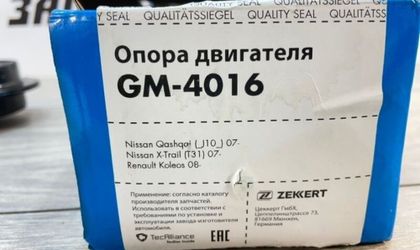 QUALITY SEAL QUALITÄTSSIEGEL QUALITY SEAL QUALITÄTSSIEGEL
Опора двигателя
GM-4016
Nissan Qashqai (_J10_) 07-
Nissan X-Trail (T31) 07-
Renault Koleos 08-
Применение: согласно каталогу
производителя запчастей.
Использовать в соответствии с
требованиями по установке и
эксплуатации завода-изготовителя
автомобиля.
ZEKKERT
Цеккерт ГмбХ,
Цеппелинштрассе 73,
81669 Мюнхен,
Германия
TecAlliance
EAC